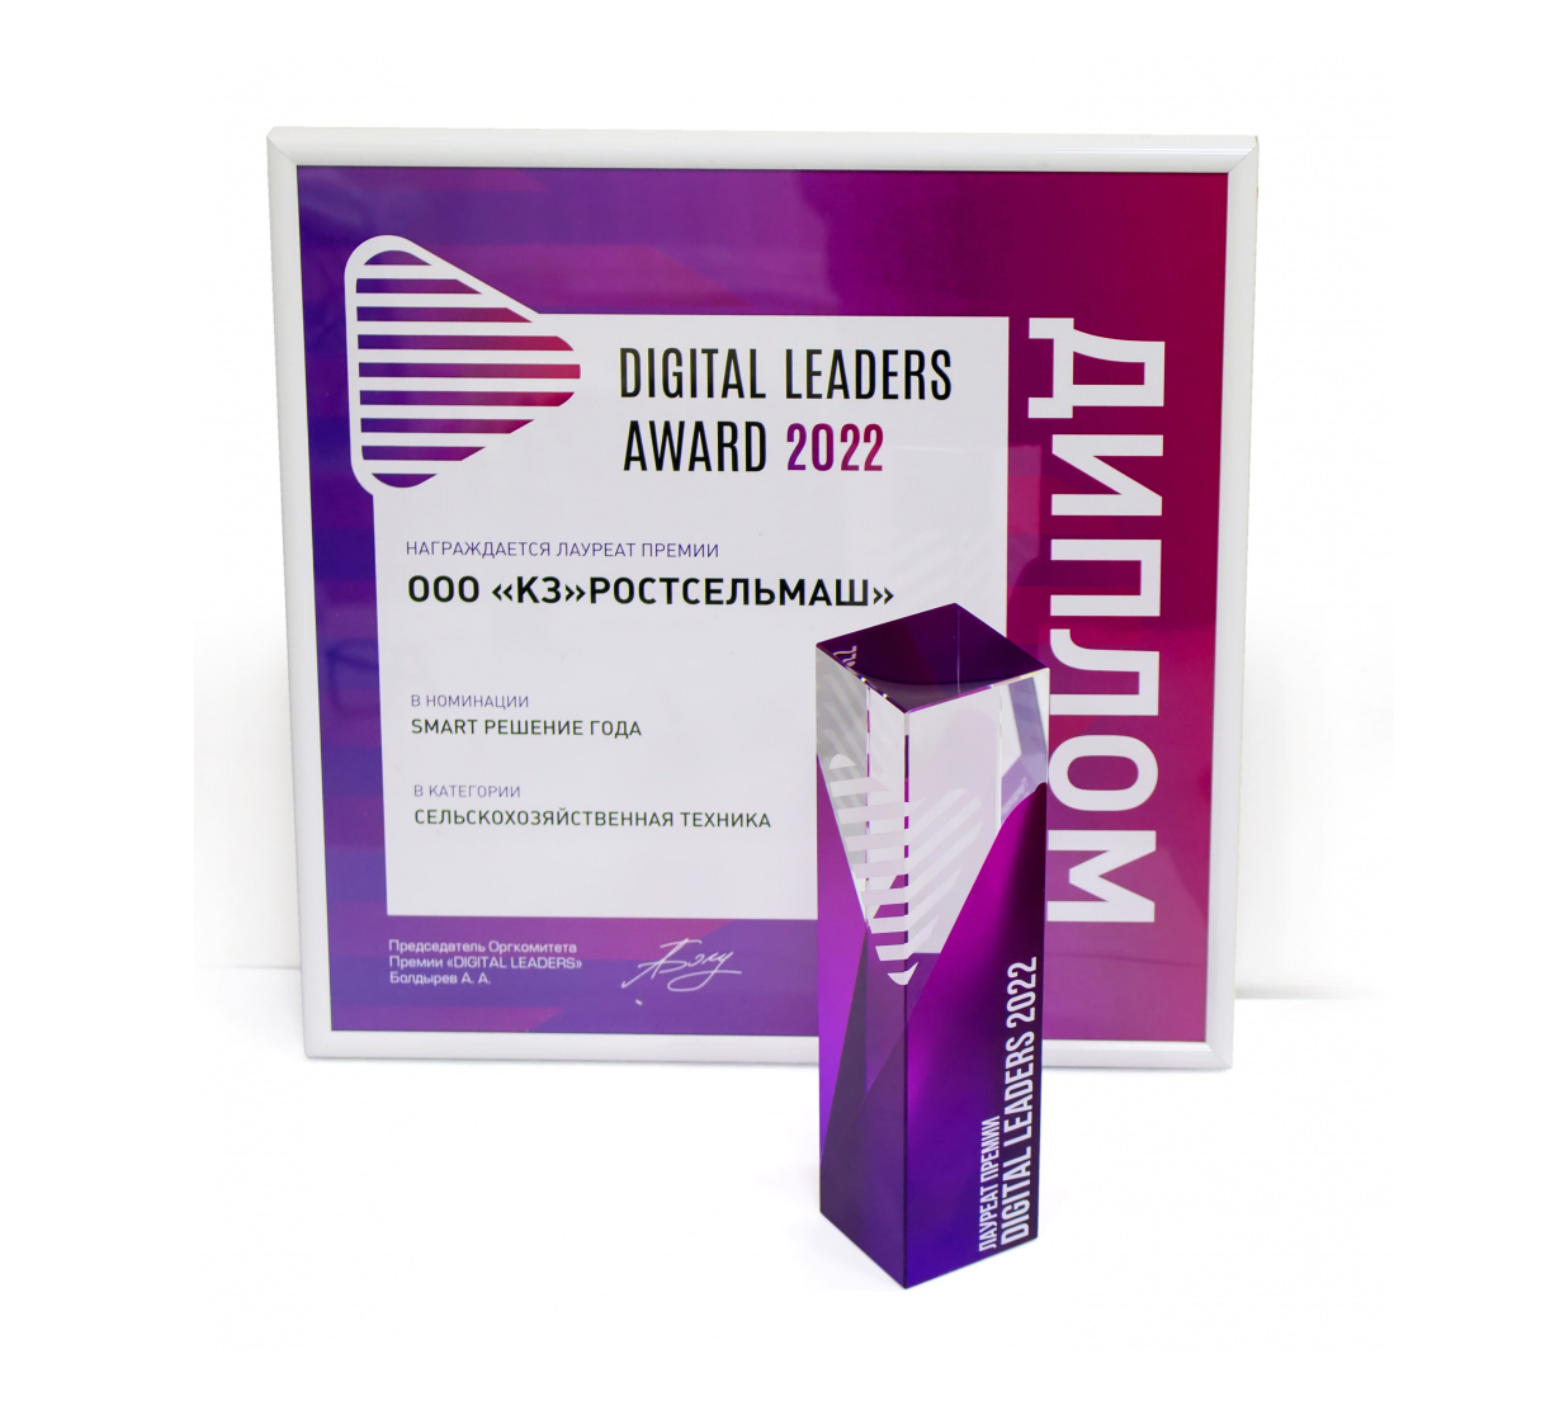 DIGITAL LEADERS
AWARD 2022
НАГРАЖДАЕТСЯ ЛАУРЕАТ ПРЕМИИ
ООО «КЗ»РОСТСЕЛЬМАШ»
В НОМИНАЦИИ
SMART РЕШЕНИЕ ГОДА
В КАТЕГОРИИ
СЕЛЬСКОХОЗЯЙСТВЕННАЯ ТЕХНИКА
Председатель Оргкомитета
Премии «DIGITAL LEADERS»
Болдырев А. А.
ДИПЛОМ
ЛАУРЕАТ ПРЕМИИ
DIGITAL LEADERS 2022